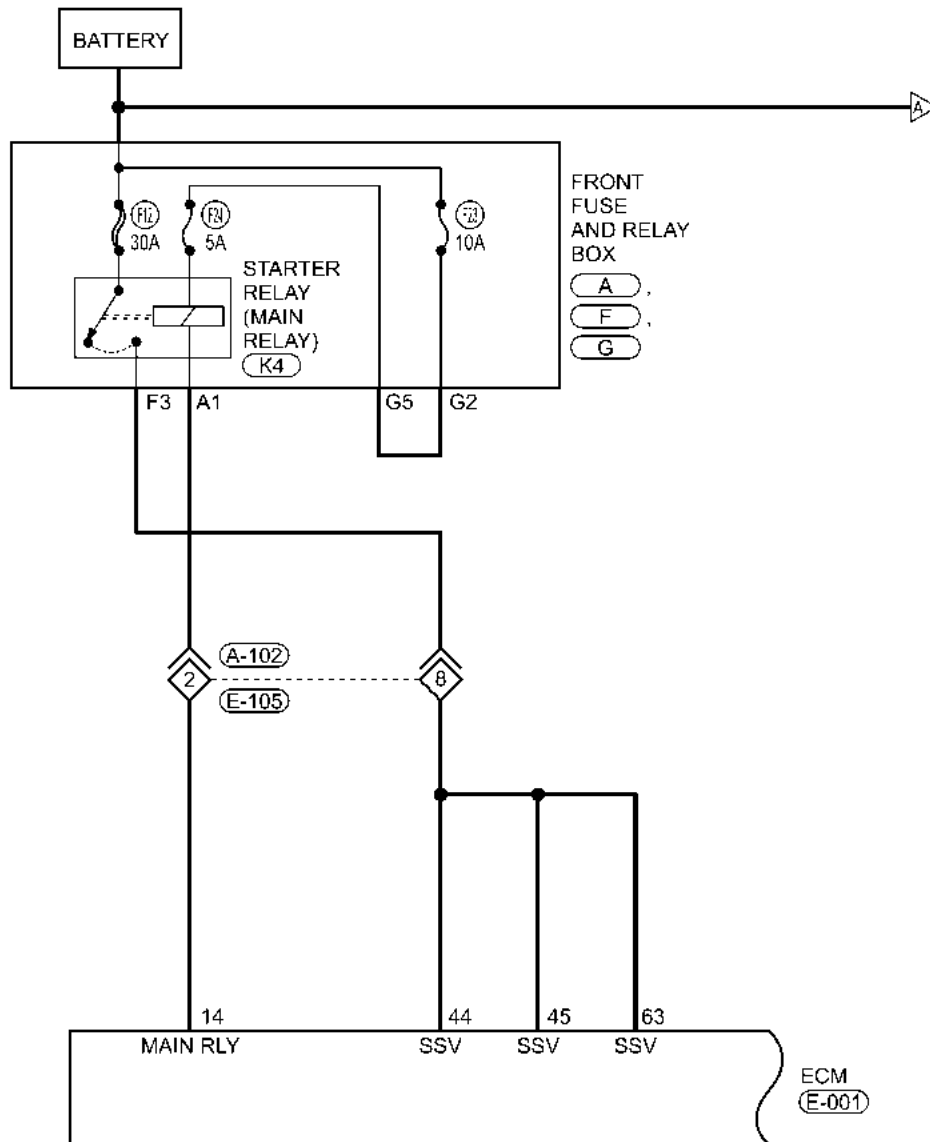 BATTERY
A
FRONT
FUSE
AND RELAY
BOX
A ,
F ,
G
F12
30A
F24
5A
F23
10A
STARTER
RELAY
(MAIN
RELAY)
K4
F3 A1 G5 G2
A-102
2 8
E-105
14 44 45 63
MAIN RLY SSV SSV SSV
ECM
E-001